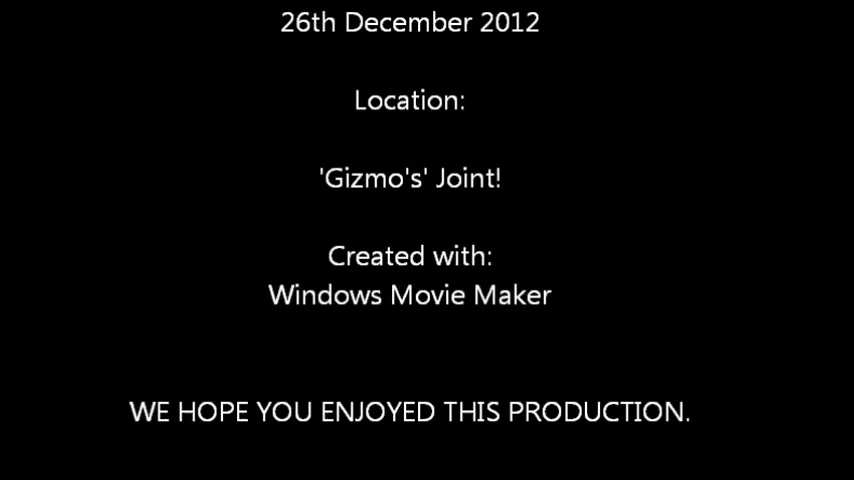 26th December 2012
Location:
'Gizmo's' Joint!
Created with:
Windows Movie Maker
WE HOPE YOU ENJOYED THIS PRODUCTION.